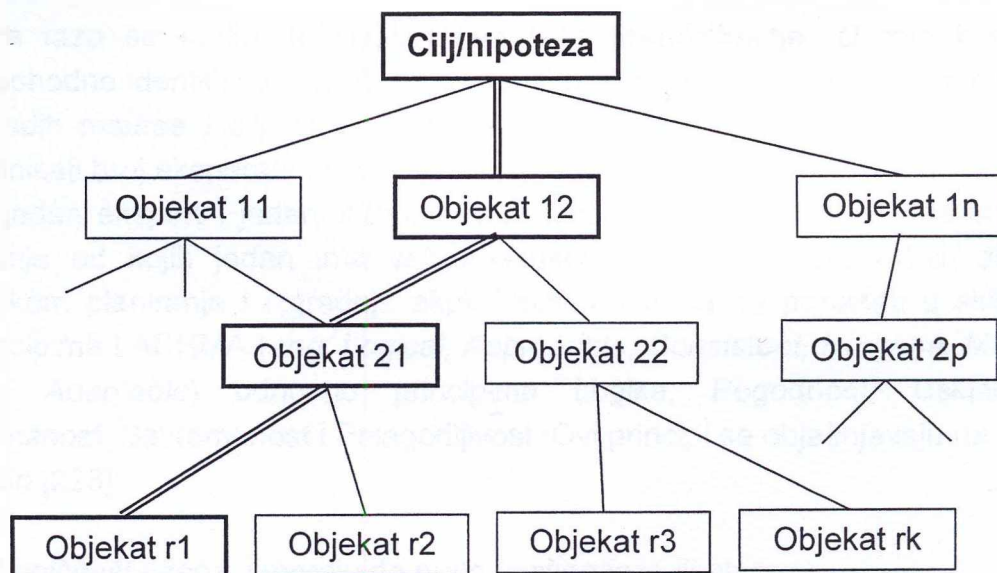 Cilj/hipoteza
Objekat 11
Objekat 12
Objekat 1n
Objekat 21
Objekat 22
Objekat 2p
Objekat r1
Objekat r2
Objekat r3
Objekat rk